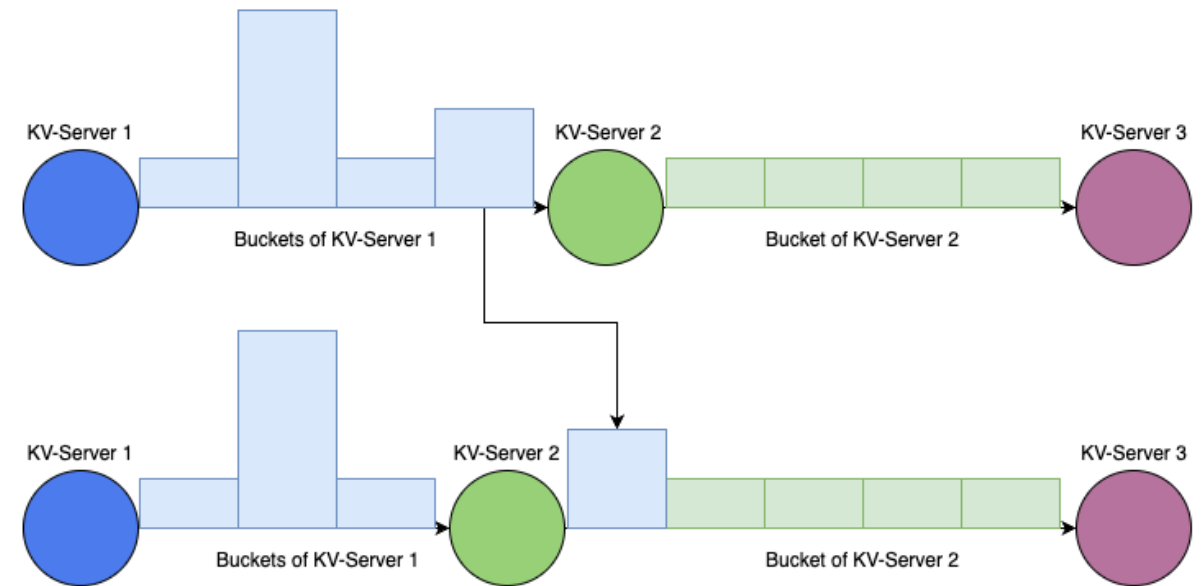 KV-Server 1
KV-Server 2
KV-Server 3
Buckets of KV-Server 1
Bucket of KV-Server 2
KV-Server 1
KV-Server 2
KV-Server 3
Buckets of KV-Server 1
Bucket of KV-Server 2